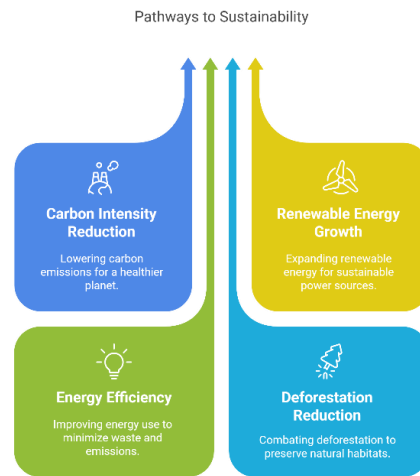 Pathways to Sustainability
Carbon Intensity
Reduction
Lowering carbon
emissions for a healthier
planet.
Renewable Energy
Growth
Expanding renewable
energy for sustainable
power sources.
Energy Efficiency
Improving energy use to
minimize waste and
emissions.
Deforestation
Reduction
Combating deforestation to
preserve natural habitats.